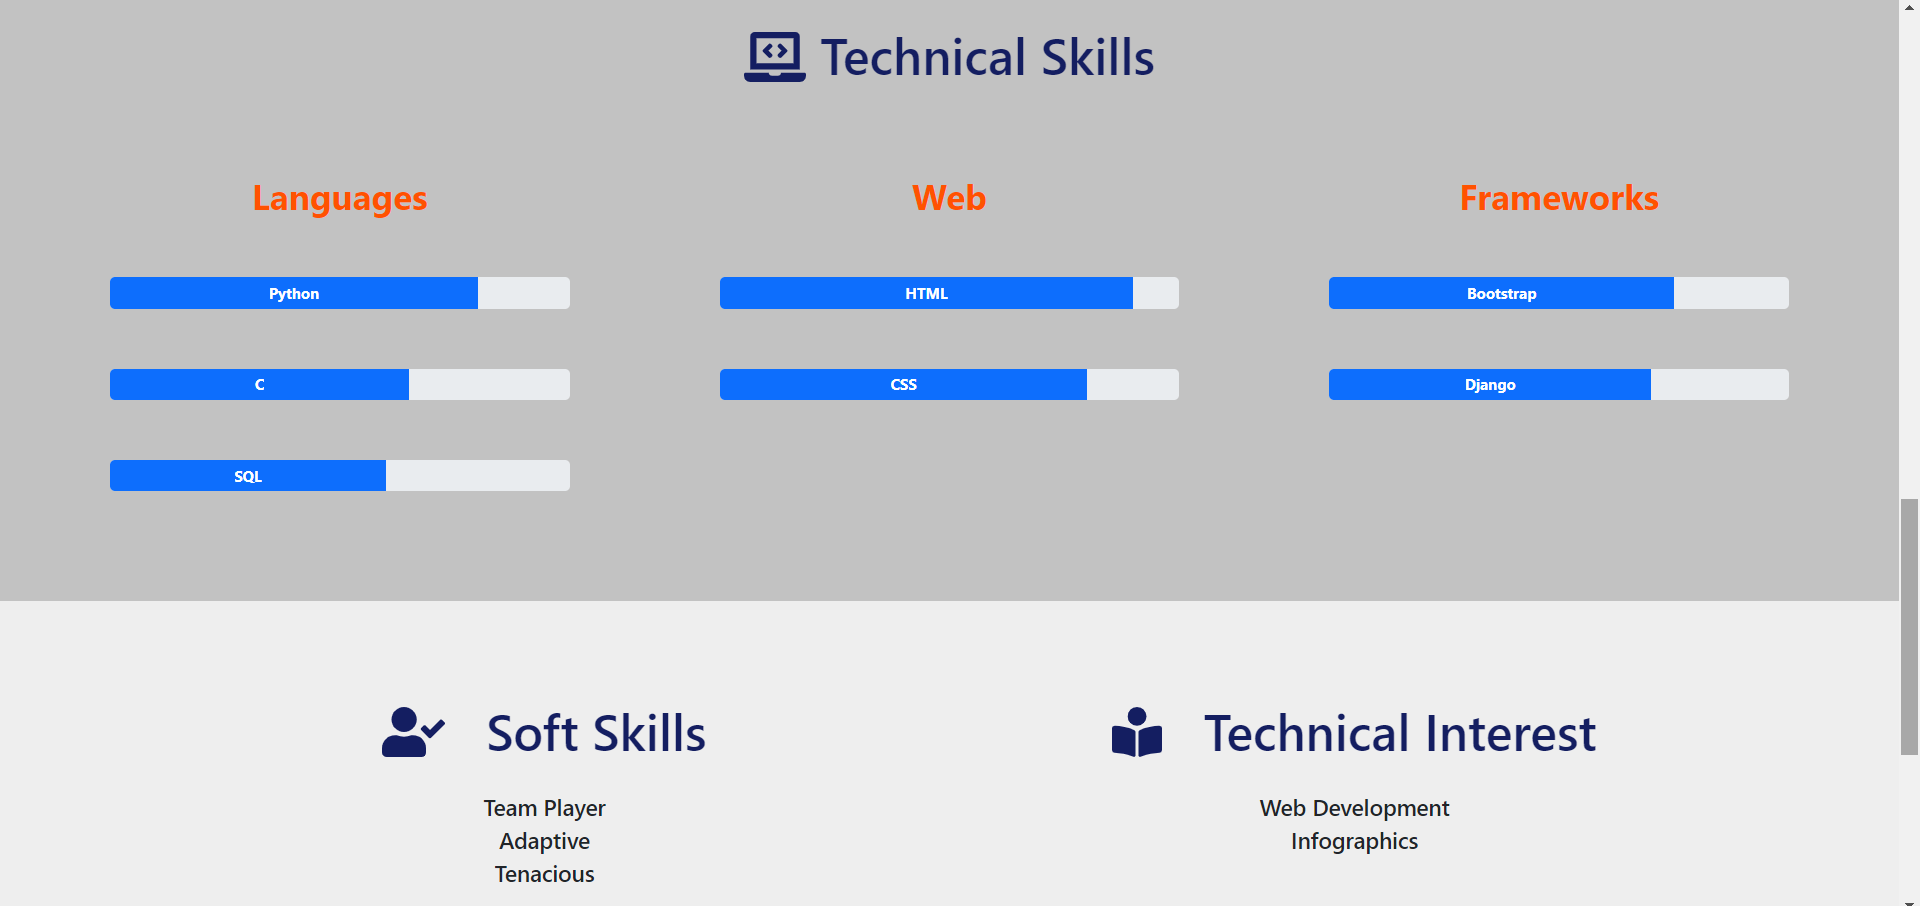 Technical Skills
Languages
Python
C
SQL
Web
HTML
CSS
Frameworks
Bootstrap
Django
Soft Skills
Team Player
Adaptive
Tenacious
Technical Interest
Web Development
Infographics